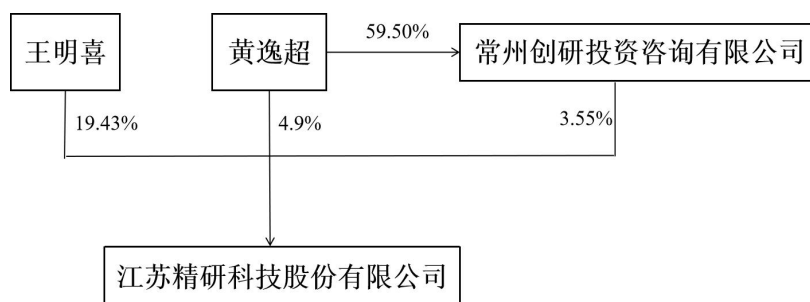 王明喜
黄逸超
59.50%
常州创研投资咨询有限公司
19.43%
4.9%
3.55%
江苏精研科技股份有限公司